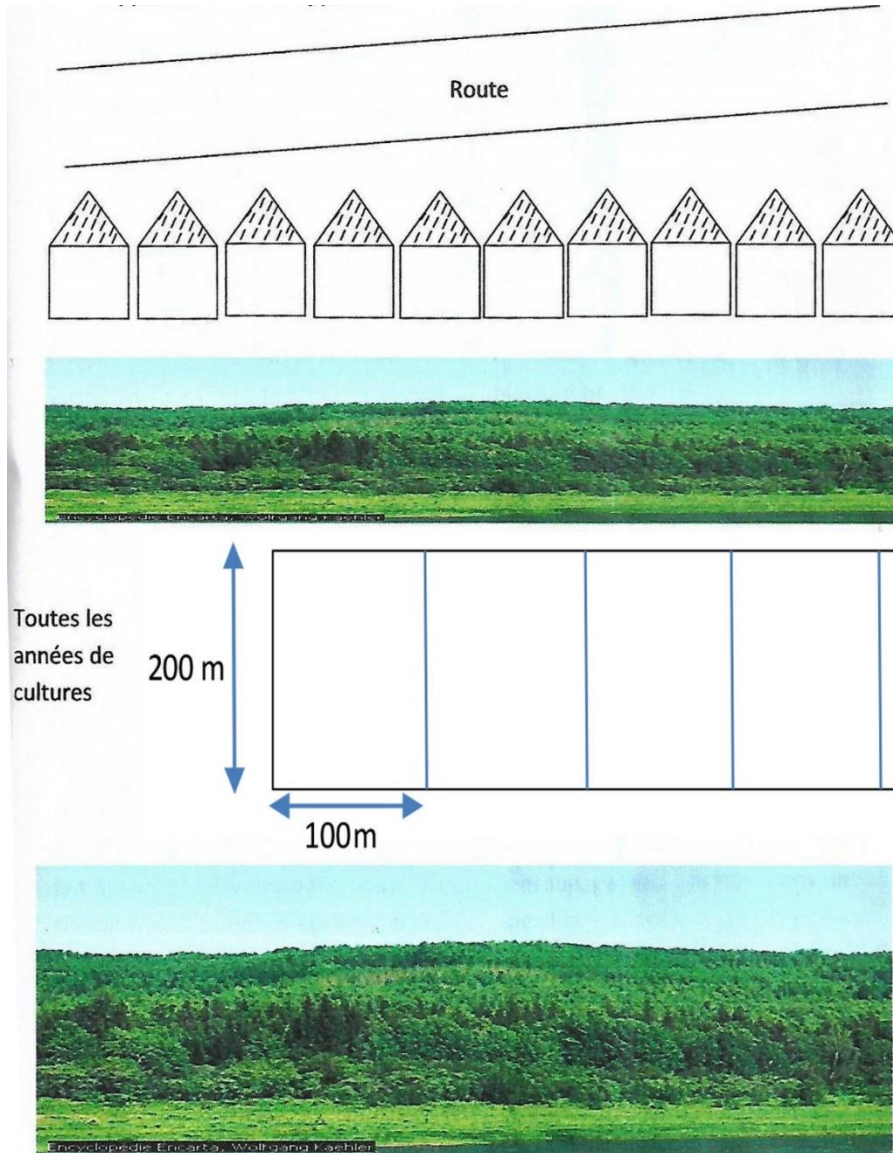 Route
Encyclopédie Encarta, Wolfgang Kaehler
Toutes les
années de
cultures
200 m
100m
Encyclopédie Encarta, Wolfgang Kaehler